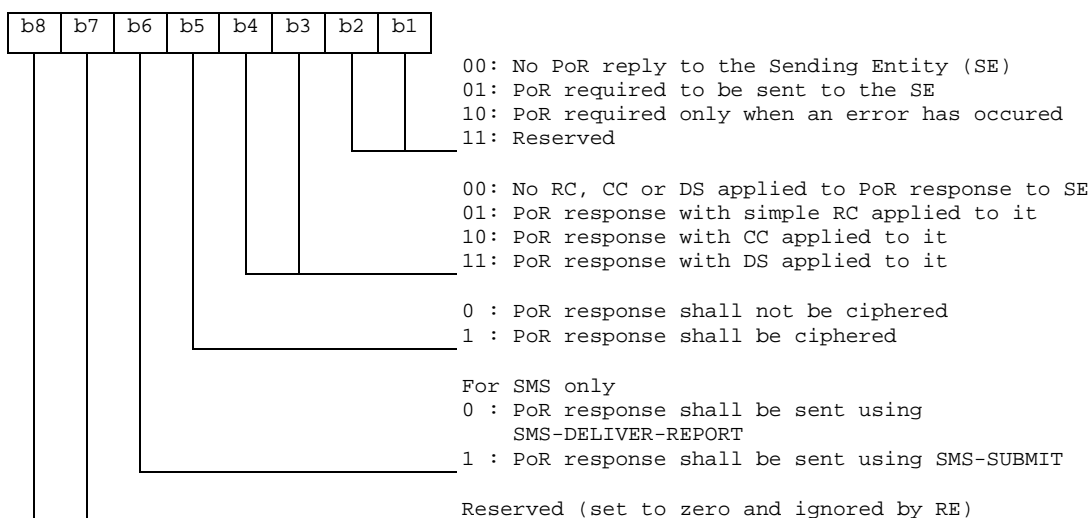 b8 b7 b6 b5 b4 b3 b2 b1
00: No PoR reply to the Sending Entity (SE)
01: PoR required to be sent to the SE
10: PoR required only when an error has occured
11: Reserved
00: No RC, CC or DS applied to PoR response to SE
01: PoR response with simple RC applied to it
10: PoR response with CC applied to it
11: PoR response with DS applied to it
0 : PoR response shall not be ciphered
1 : PoR response shall be ciphered
For SMS only
0 : PoR response shall be sent using
SMS-DELIVER-REPORT
1 : PoR response shall be sent using SMS-SUBMIT
Reserved (set to zero and ignored by RE)